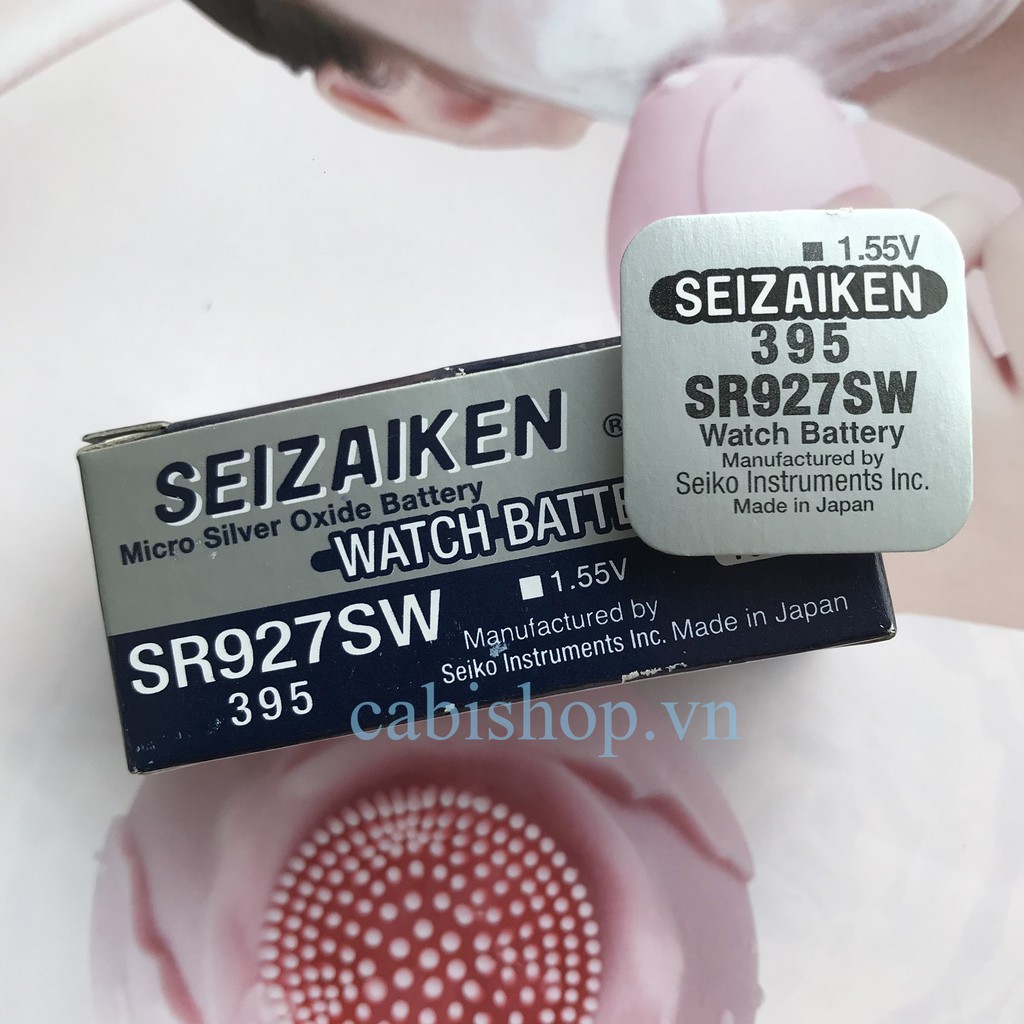 ■ 1.55V
SEIZAIKEN
395
SR927SW
Watch Battery
Manufactured by
Seiko Instruments Inc.
Made in Japan
SEIZAIKEN ®
Micro Silver Oxide Battery
WATCH BATTE
■ 1.55V
SR927SW
395
Manufactured by
Seiko Instruments Inc. Made in Japan
cabishop.vn